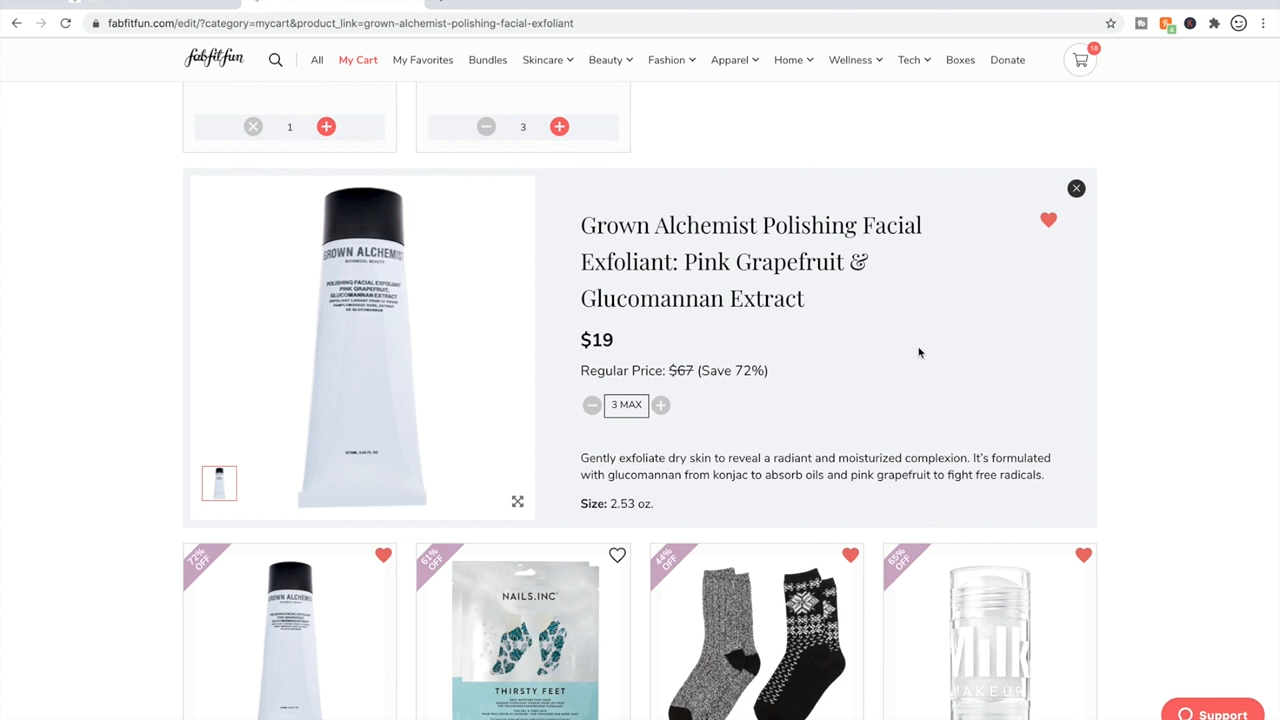 fabfitfun.com/edit/?category=mycart&product_link=grown-alchemist-polishing-facial-exfoliant
4
fabfitfun
All
My Cart
My Favorites
Bundles
Skincare
Beauty
Fashion
Apparel
Home
Wellness
Tech
Boxes
Donate
18
1
3
GROWN ALCHEMIST
BOTANICAL BEAUTY
POLISHING FACIAL EXFOLIANT
PINK GRAPEFRUIT,
GLUCOMANNAN EXTRACT
Grown Alchemist Polishing Facial
Exfoliant: Pink Grapefruit &
Glucomannan Extract
$19
Regular Price: $67 (Save 72%)
3 MAX
Gently exfoliate dry skin to reveal a radiant and moisturized complexion. It's formulated
with glucomannan from konjac to absorb oils and pink grapefruit to fight free radicals.
Size: 2.53 oz.
72%
OFF
GROWN ALCHEMIST
61%
OFF
NAILS.INC
THIRSTY FEET
44%
OFF
65%
OFF
Milk
MAKEUP
Support